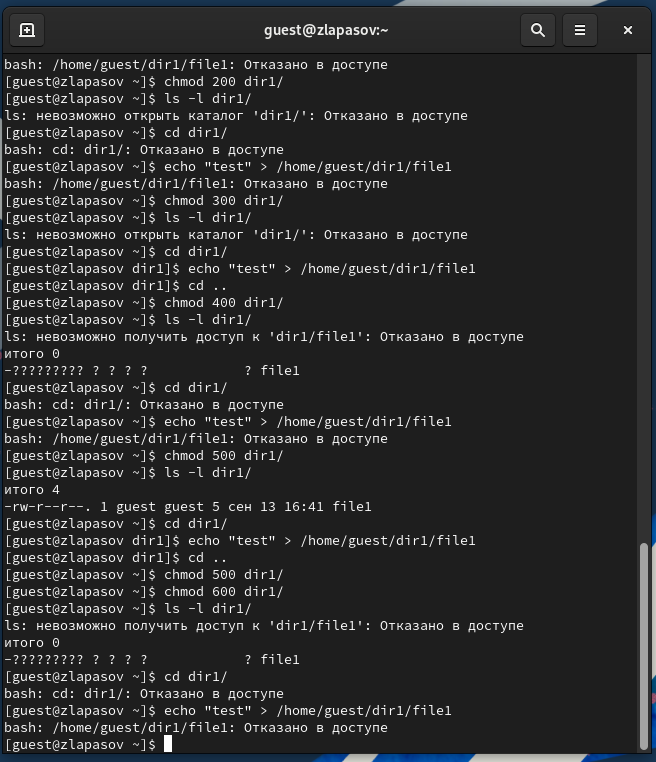 guest@zlapasov:~
bash: /home/guest/dir1/file1: Отказано в доступе
[guest@zlapasov ~]$ chmod 200 dir1/
[guest@zlapasov ~]$ ls -l dir1/
ls: невозможно открыть каталог 'dir1/': Отказано в доступе
[guest@zlapasov ~]$ cd dir1/
bash: cd: dir1/: Отказано в доступе
[guest@zlapasov ~]$ echo "test" > /home/guest/dir1/file1
bash: /home/guest/dir1/file1: Отказано в доступе
[guest@zlapasov ~]$ chmod 300 dir1/
[guest@zlapasov ~]$ ls -l dir1/
ls: невозможно открыть каталог 'dir1/': Отказано в доступе
[guest@zlapasov ~]$ cd dir1/
[guest@zlapasov dir1]$ echo "test" > /home/guest/dir1/file1
[guest@zlapasov dir1]$ cd ..
[guest@zlapasov ~]$ chmod 400 dir1/
[guest@zlapasov ~]$ ls -l dir1/
ls: невозможно получить доступ к 'dir1/file1': Отказано в доступе
итого 0
-????????? ? ? ? ?            ? file1
[guest@zlapasov ~]$ cd dir1/
bash: cd: dir1/: Отказано в доступе
[guest@zlapasov ~]$ echo "test" > /home/guest/dir1/file1
bash: /home/guest/dir1/file1: Отказано в доступе
[guest@zlapasov ~]$ chmod 500 dir1/
[guest@zlapasov ~]$ ls -l dir1/
итого 4
-rw-r--r--. 1 guest guest 5 сен 13 16:41 file1
[guest@zlapasov ~]$ cd dir1/
[guest@zlapasov dir1]$ echo "test" > /home/guest/dir1/file1
[guest@zlapasov dir1]$ cd ..
[guest@zlapasov ~]$ chmod 500 dir1/
[guest@zlapasov ~]$ chmod 600 dir1/
[guest@zlapasov ~]$ ls -l dir1/
ls: невозможно получить доступ к 'dir1/file1': Отказано в доступе
итого 0
-????????? ? ? ? ?            ? file1
[guest@zlapasov ~]$ cd dir1/
bash: cd: dir1/: Отказано в доступе
[guest@zlapasov ~]$ echo "test" > /home/guest/dir1/file1
bash: /home/guest/dir1/file1: Отказано в доступе
[guest@zlapasov ~]$